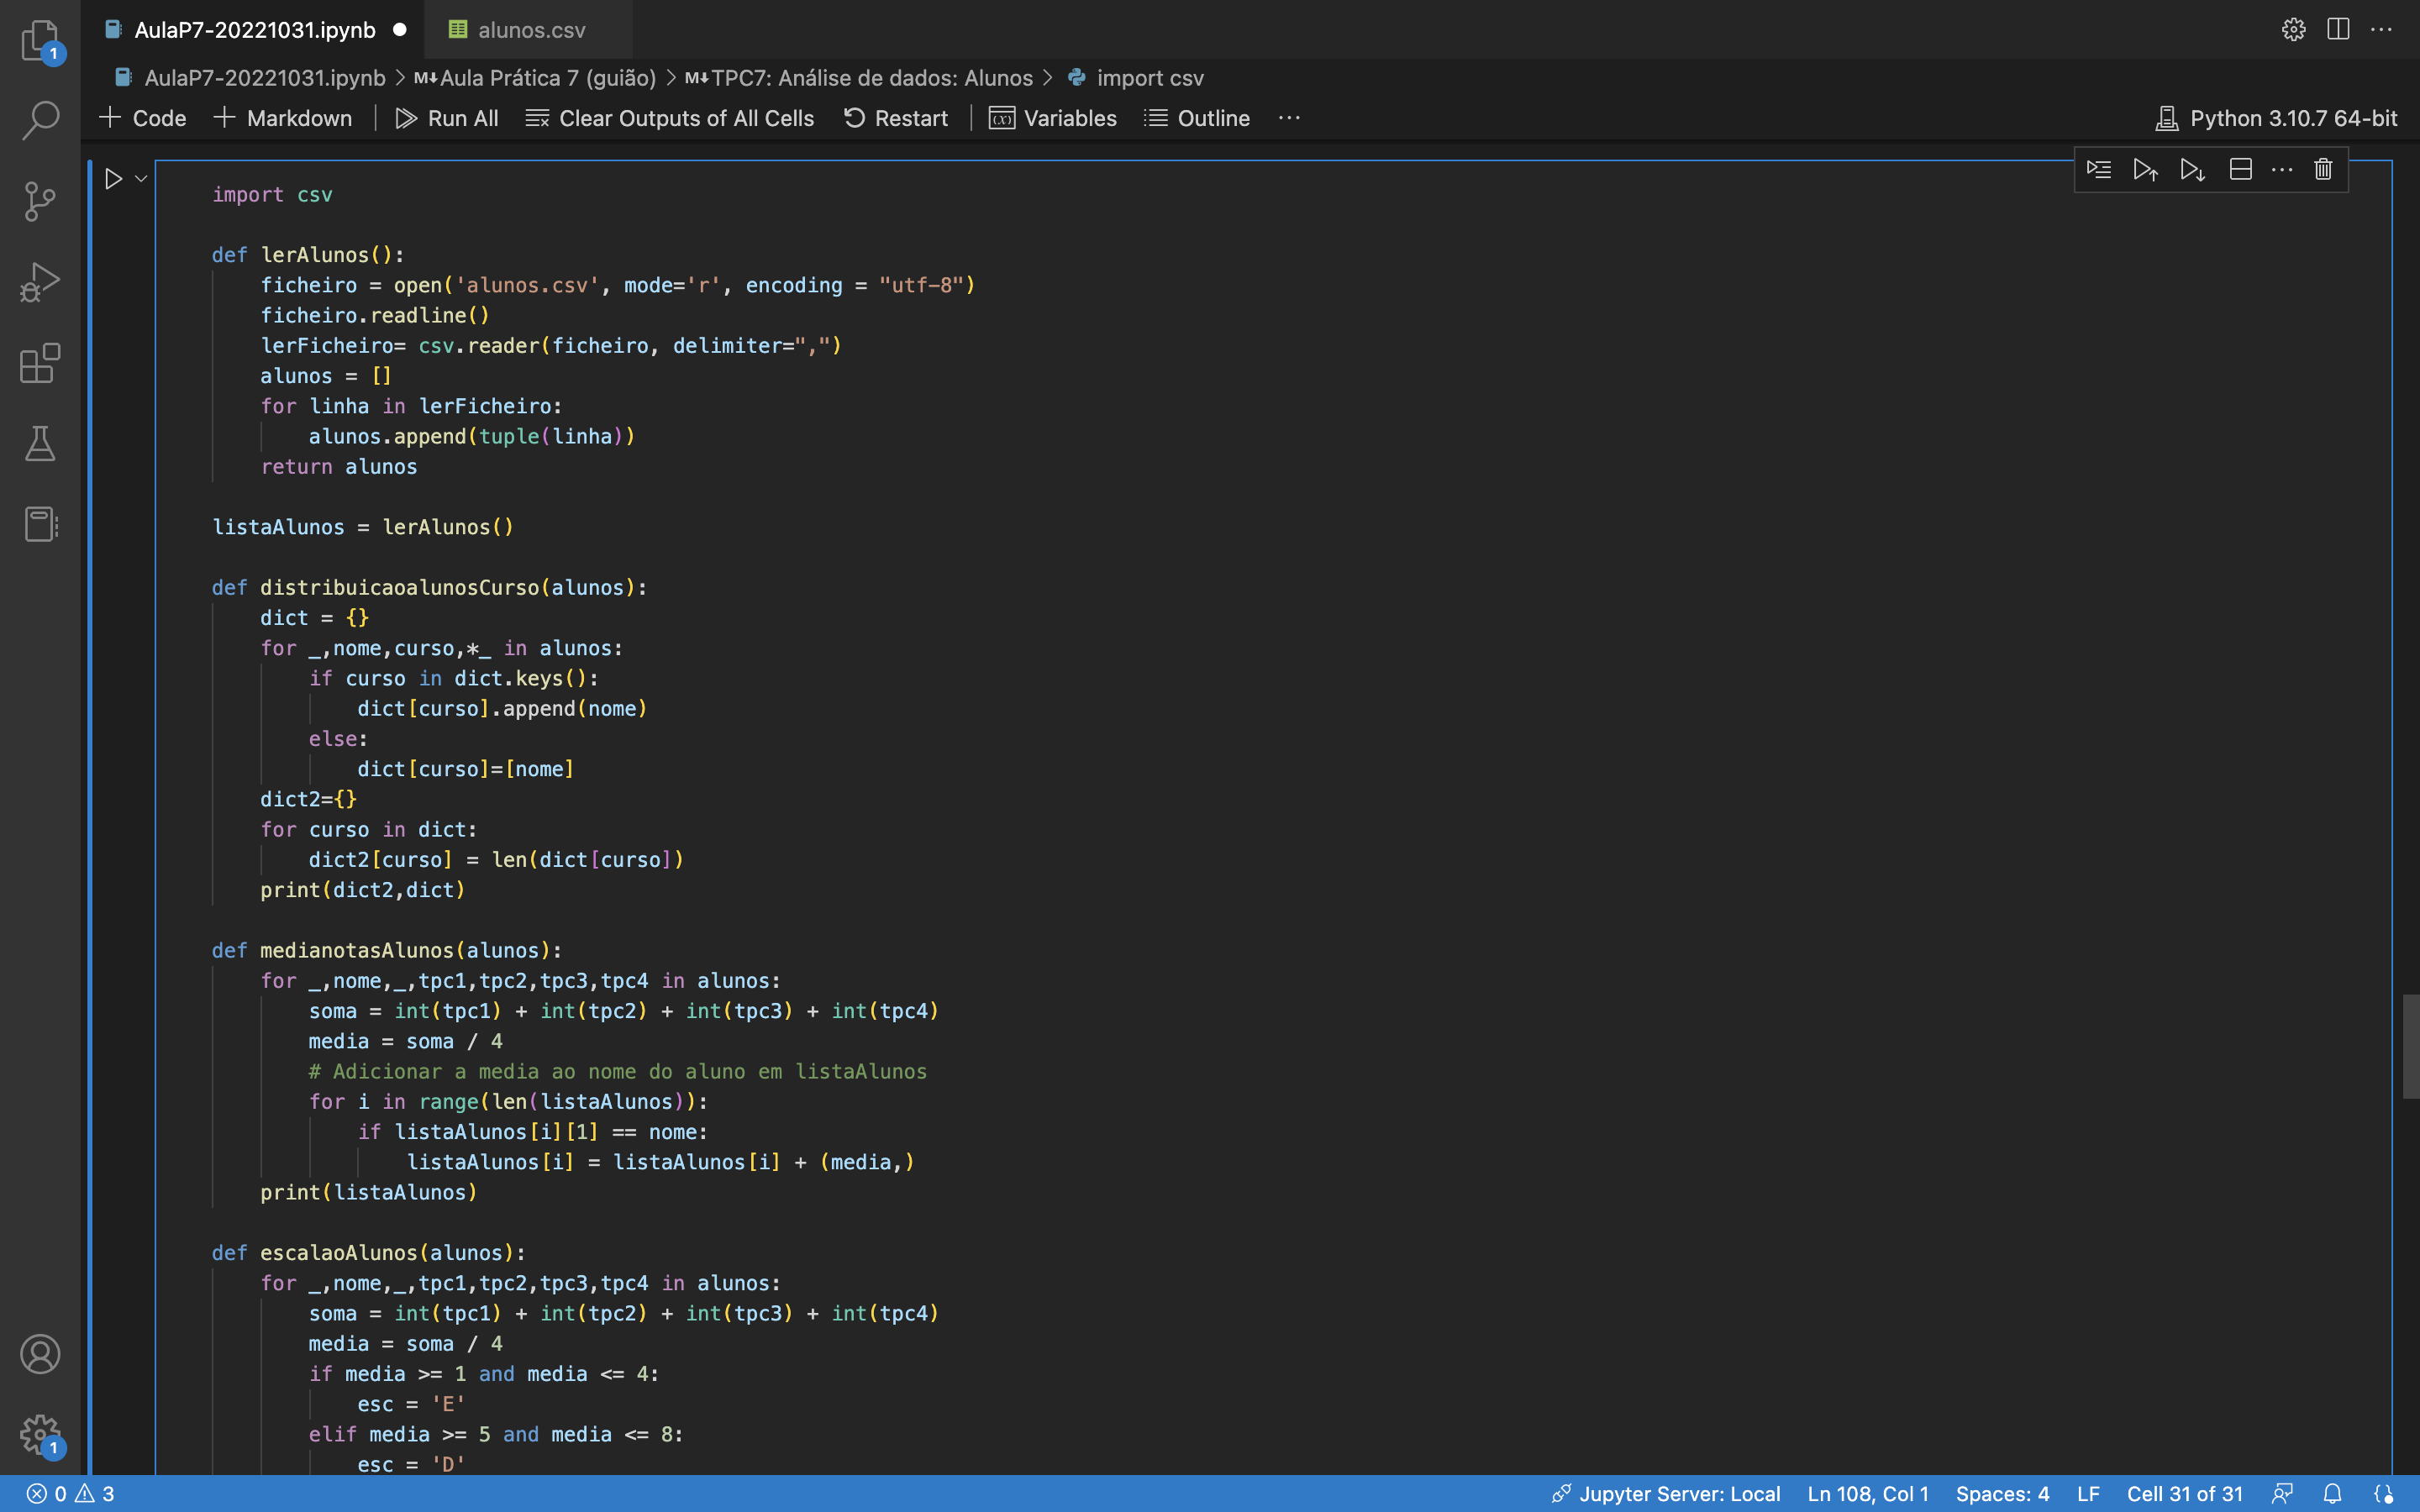 AulaP7-20221031.ipynb ● alunos.csv
1
AulaP7-20221031.ipynb > M↓Aula Prática 7 (guião) > M↓TPC7: Análise de dados: Alunos > import csv
+ Code + Markdown | Run All Clear Outputs of All Cells Restart | Variables Outline ··· Python 3.10.7 64-bit
import csv
def lerAlunos():
    ficheiro = open('alunos.csv', mode='r', encoding = "utf-8")
    ficheiro.readline()
    lerFicheiro= csv.reader(ficheiro, delimiter=",")
    alunos = []
    for linha in lerFicheiro:
        alunos.append(tuple(linha))
    return alunos
listaAlunos = lerAlunos()
def distribuicaoalunosCurso(alunos):
    dict = {}
    for _,nome,curso,*_ in alunos:
        if curso in dict.keys():
            dict[curso].append(nome)
        else:
            dict[curso]=[nome]
    dict2={}
    for curso in dict:
        dict2[curso] = len(dict[curso])
    print(dict2,dict)
def medianotasAlunos(alunos):
    for _,nome,_,tpc1,tpc2,tpc3,tpc4 in alunos:
        soma = int(tpc1) + int(tpc2) + int(tpc3) + int(tpc4)
        media = soma / 4
        # Adicionar a media ao nome do aluno em listaAlunos
        for i in range(len(listaAlunos)):
            if listaAlunos[i][1] == nome:
                listaAlunos[i] = listaAlunos[i] + (media,)
    print(listaAlunos)
def escalaoAlunos(alunos):
    for _,nome,_,tpc1,tpc2,tpc3,tpc4 in alunos:
        soma = int(tpc1) + int(tpc2) + int(tpc3) + int(tpc4)
        media = soma / 4
        if media >= 1 and media <= 4:
            esc = 'E'
        elif media >= 5 and media <= 8:
            esc = 'D'
1
0 3 Jupyter Server: Local Ln 108, Col 1 Spaces: 4 LF Cell 31 of 31